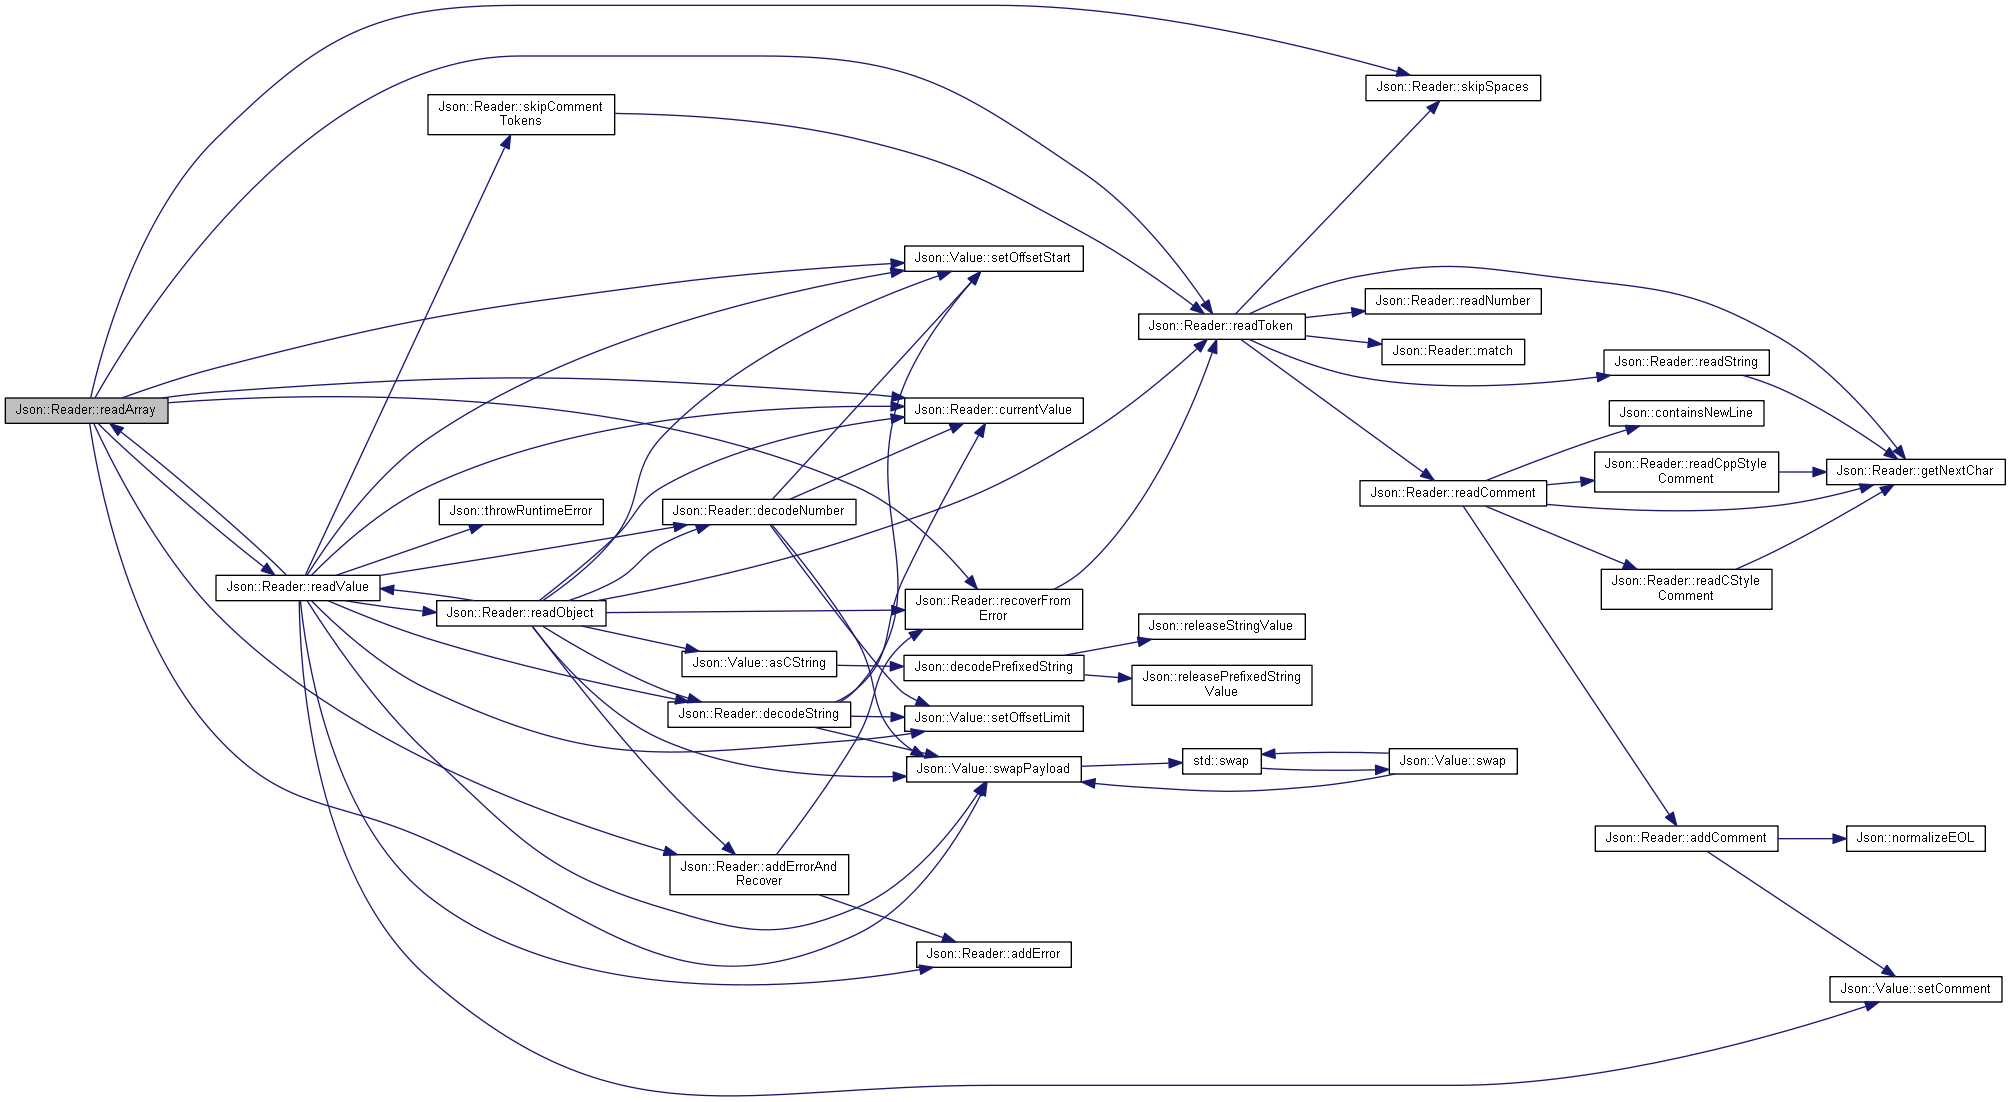 Json::Reader::readArray
Json::Reader::readValue
Json::Reader::skipComment
Tokens
Json::throwRuntimeError
Json::Reader::readObject
Json::Reader::decodeNumber
Json::Value::asCString
Json::Reader::decodeString
Json::Reader::addErrorAnd
Recover
Json::Value::setOffsetStart
Json::Reader::currentValue
Json::Reader::recoverFrom
Error
Json::decodePrefixedString
Json::Value::setOffsetLimit
Json::Value::swapPayload
Json::Reader::addError
Json::Reader::readToken
Json::releaseStringValue
Json::releasePrefixedString
Value
std::swap
Json::Reader::skipSpaces
Json::Reader::readNumber
Json::Reader::match
Json::Reader::readComment
Json::Value::swap
Json::Reader::readString
Json::containsNewLine
Json::Reader::readCppStyle
Comment
Json::Reader::readCStyle
Comment
Json::Reader::addComment
Json::Reader::getNextChar
Json::normalizeEOL
Json::Value::setComment